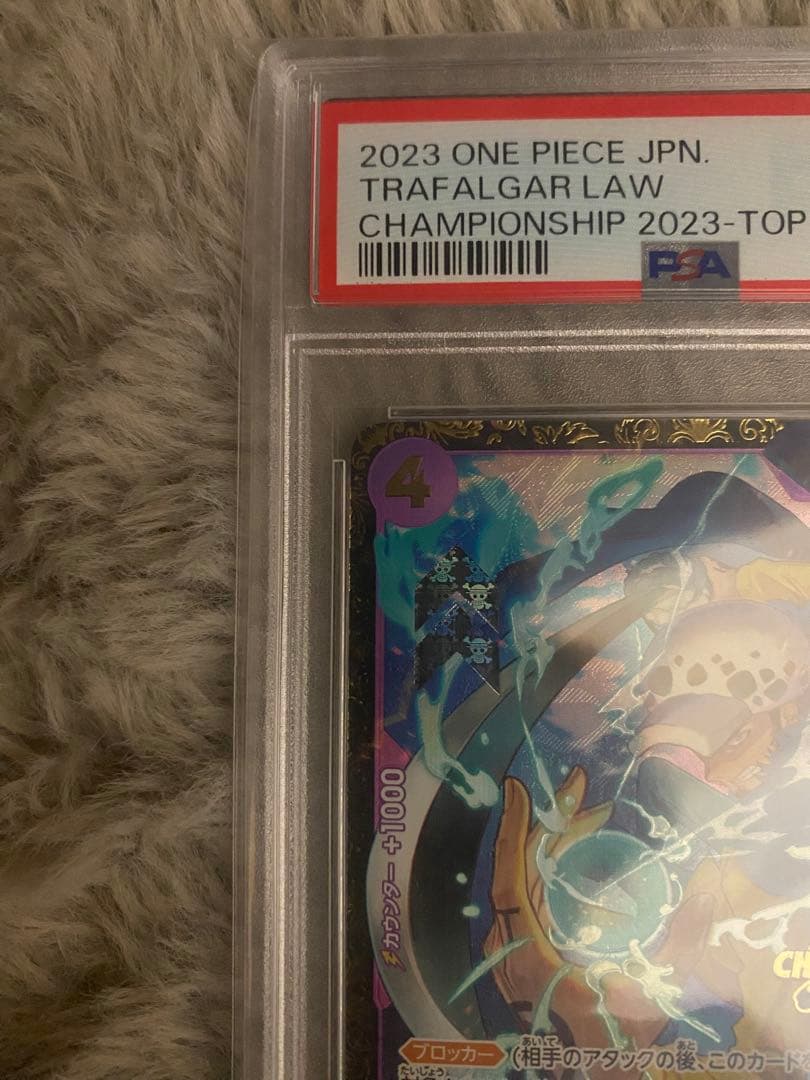 2023 ONE PIECE JPN.
TRAFALGAR LAW
CHAMPIONSHIP 2023-TOP
PSA
4
カウンター +1000
CH
ブロッカー (相手のアタックの後、このカード